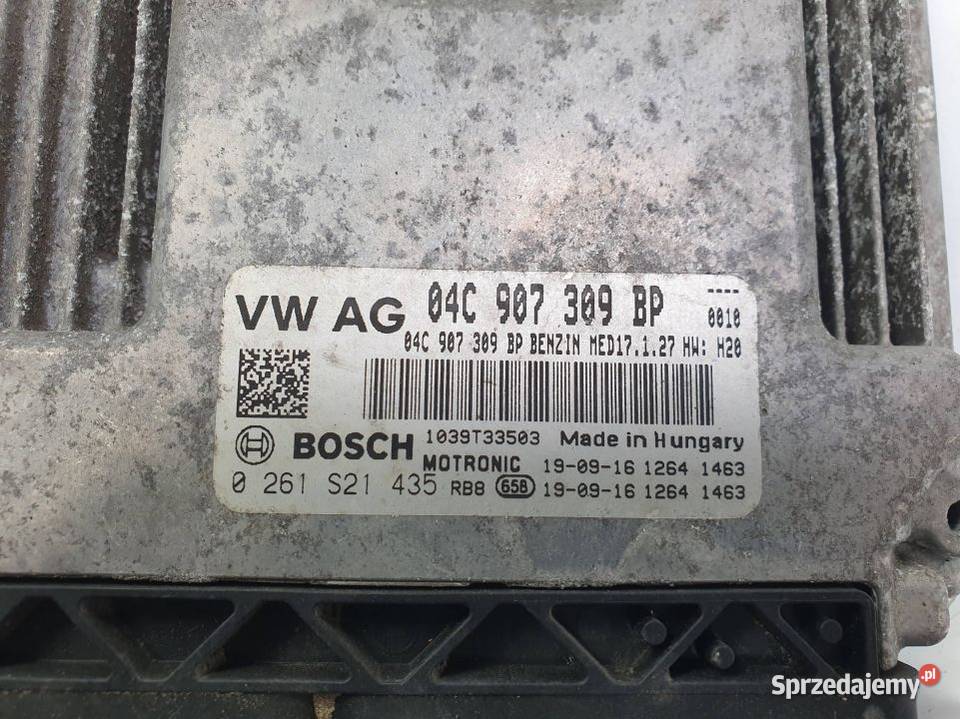 VW AG 04C 907 309 BP ----
0010
04C 907 309 BP BENZIN MED17.1.27 HW: H20
BOSCH 1039T33503 Made in Hungary
MOTRONIC 19-09-16 1264 1463
0 261 S21 435 RB8 658 19-09-16 1264 1463
Sprzedajemy.pl